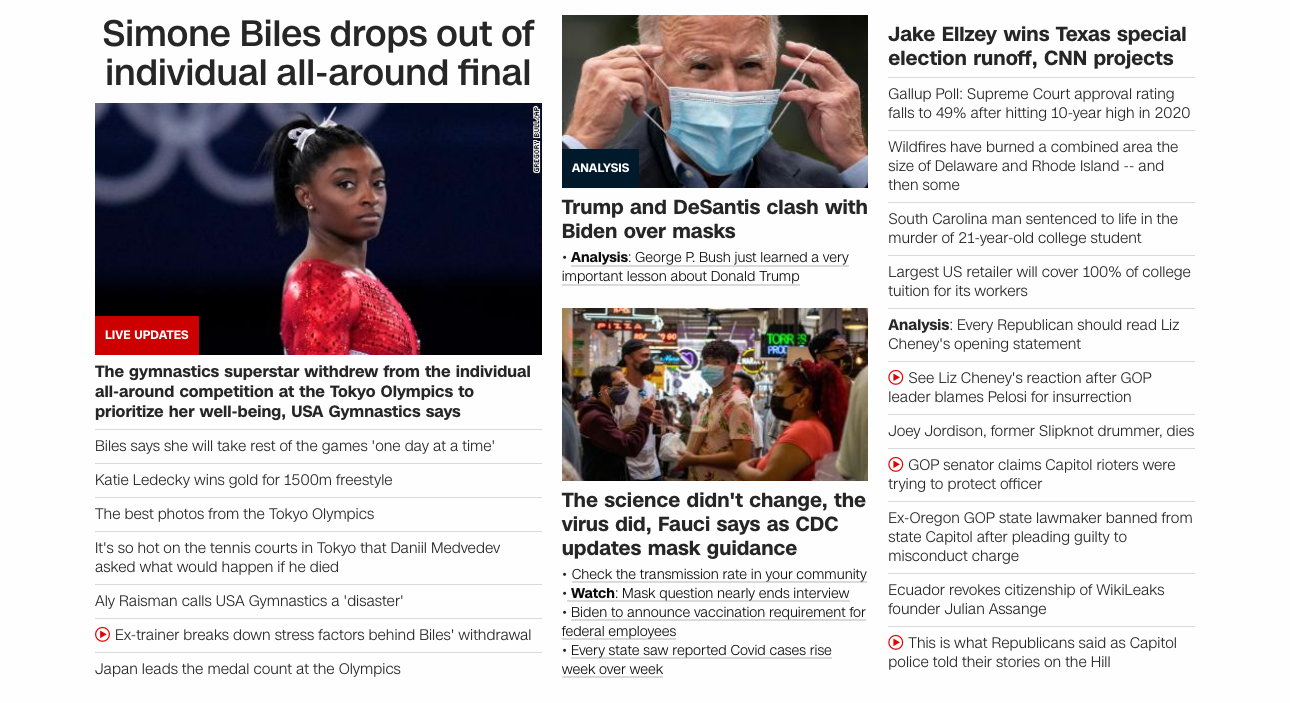 Simone Biles drops out of
individual all-around final
GREGORY BULL/AP
LIVE UPDATES
The gymnastics superstar withdrew from the individual
all-around competition at the Tokyo Olympics to
prioritize her well-being, USA Gymnastics says
Biles says she will take rest of the games 'one day at a time'
Katie Ledecky wins gold for 1500m freestyle
The best photos from the Tokyo Olympics
It's so hot on the tennis courts in Tokyo that Daniil Medvedev
asked what would happen if he died
Aly Raisman calls USA Gymnastics a 'disaster'
Ex-trainer breaks down stress factors behind Biles' withdrawal
Japan leads the medal count at the Olympics
ANALYSIS
Trump and DeSantis clash with
Biden over masks
• Analysis: George P. Bush just learned a very
important lesson about Donald Trump
PIZZA
The science didn't change, the
virus did, Fauci says as CDC
updates mask guidance
• Check the transmission rate in your community
• Watch: Mask question nearly ends interview
• Biden to announce vaccination requirement for
federal employees
• Every state saw reported Covid cases rise
week over week
Jake Ellzey wins Texas special
election runoff, CNN projects
Gallup Poll: Supreme Court approval rating
falls to 49% after hitting 10-year high in 2020
Wildfires have burned a combined area the
size of Delaware and Rhode Island -- and
then some
South Carolina man sentenced to life in the
murder of 21-year-old college student
Largest US retailer will cover 100% of college
tuition for its workers
Analysis: Every Republican should read Liz
Cheney's opening statement
See Liz Cheney's reaction after GOP
leader blames Pelosi for insurrection
Joey Jordison, former Slipknot drummer, dies
GOP senator claims Capitol rioters were
trying to protect officer
Ex-Oregon GOP state lawmaker banned from
state Capitol after pleading guilty to
misconduct charge
Ecuador revokes citizenship of WikiLeaks
founder Julian Assange
This is what Republicans said as Capitol
police told their stories on the Hill